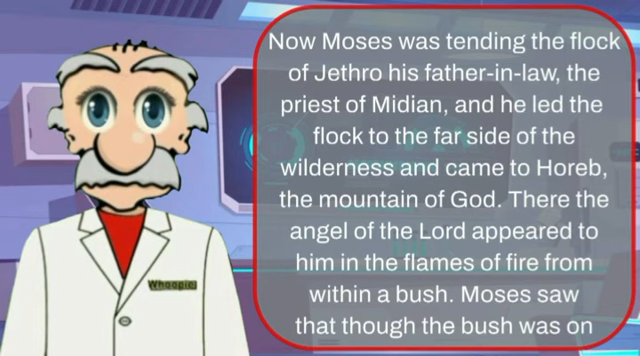 Now Moses was tending the flock
of Jethro his father-in-law, the
priest of Midian, and he led the
flock to the far side of the
wilderness and came to Horeb,
the mountain of God. There the
angel of the Lord appeared to
him in the flames of fire from
within a bush. Moses saw
that though the bush was on
Whoopie